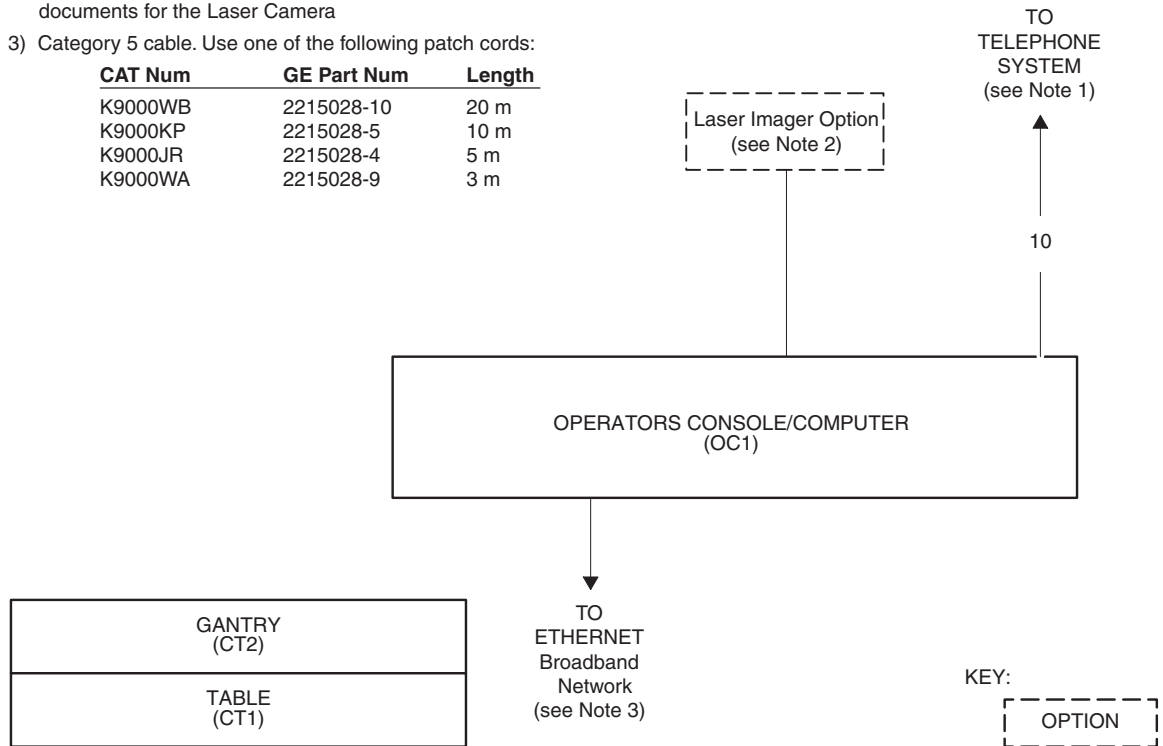 documents for the Laser Camera
3) Category 5 cable. Use one of the following patch cords:
CAT Num GE Part Num Length
K9000WB 2215028-10 20 m
K9000KP 2215028-5 10 m
K9000JR 2215028-4 5 m
K9000WA 2215028-9 3 m
TO
TELEPHONE
SYSTEM
(see Note 1)
Laser Imager Option
(see Note 2)
10
OPERATORS CONSOLE/COMPUTER
(OC1)
GANTRY
(CT2)
TABLE
(CT1)
TO
ETHERNET
Broadband
Network
(see Note 3)
KEY:
OPTION